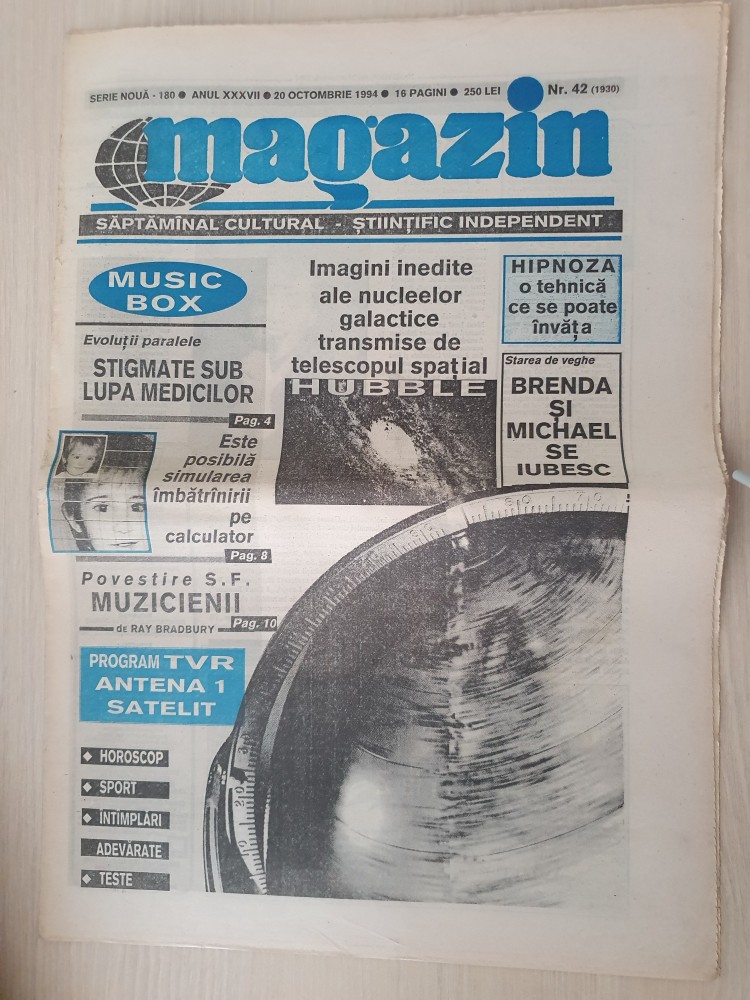 SERIE NOUĂ - 180 ● ANUL XXXVII ● 20 OCTOMBRIE 1994 ● 16 PAGINI ● 250 LEI Nr. 42 (1930)
magazin
SĂPTĂMÎNAL CULTURAL - ȘTIINȚIFIC INDEPENDENT
MUSIC
BOX
Evoluții paralele
STIGMATE SUB
LUPA MEDICILOR
Pag. 4
Este
posibilă
simularea
îmbătrînirii
pe
calculator
Pag. 8
Povestire S.F.
MUZICIENII
de RAY BRADBURY
Pag. 10
PROGRAM TVR
ANTENA 1
SATELIT
◆ HOROSCOP
◆ SPORT
◆ ÎNTÎMPLĂRI
ADEVĂRATE
◆ TESTE
Imagini inedite
ale nucleelor
galactice
transmise de
telescopul spațial
HUBBLE
HIPNOZA
o tehnică
ce se poate
învăța
Starea de veghe
BRENDA
ȘI
MICHAEL
SE
IUBESC